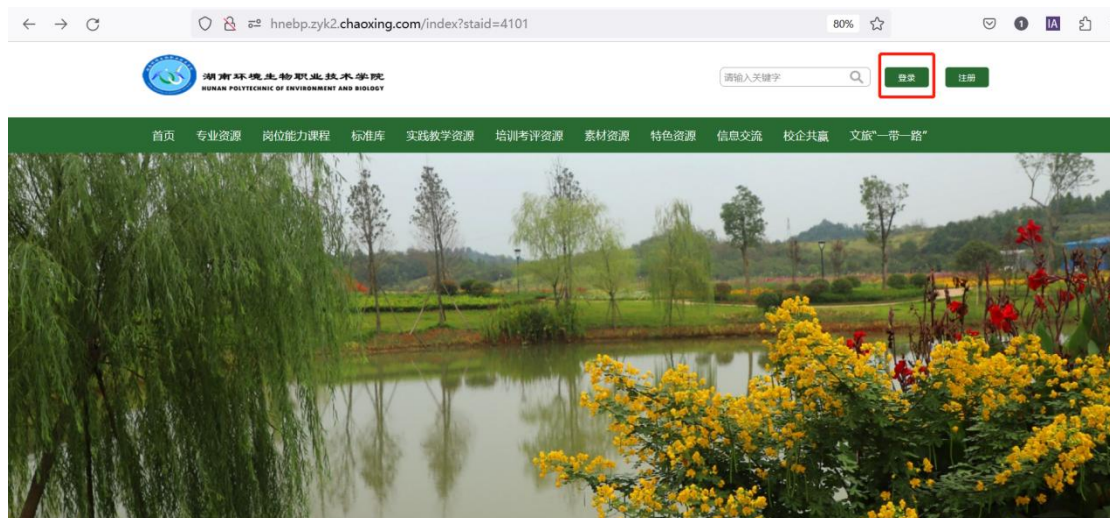 hnebp.zyk2.chaoxing.com/index?staid=4101
80%
1
IA
湖南环境生物职业技术学院
HUNAN POLYTECHNIC OF ENVIRONMENT AND BIOLOGY
请输入关键字
登录
注册
首页 专业资源 岗位能力课程 标准库 实践教学资源 培训考评资源 素材资源 特色资源 信息交流 校企共赢 文旅“一带一路”